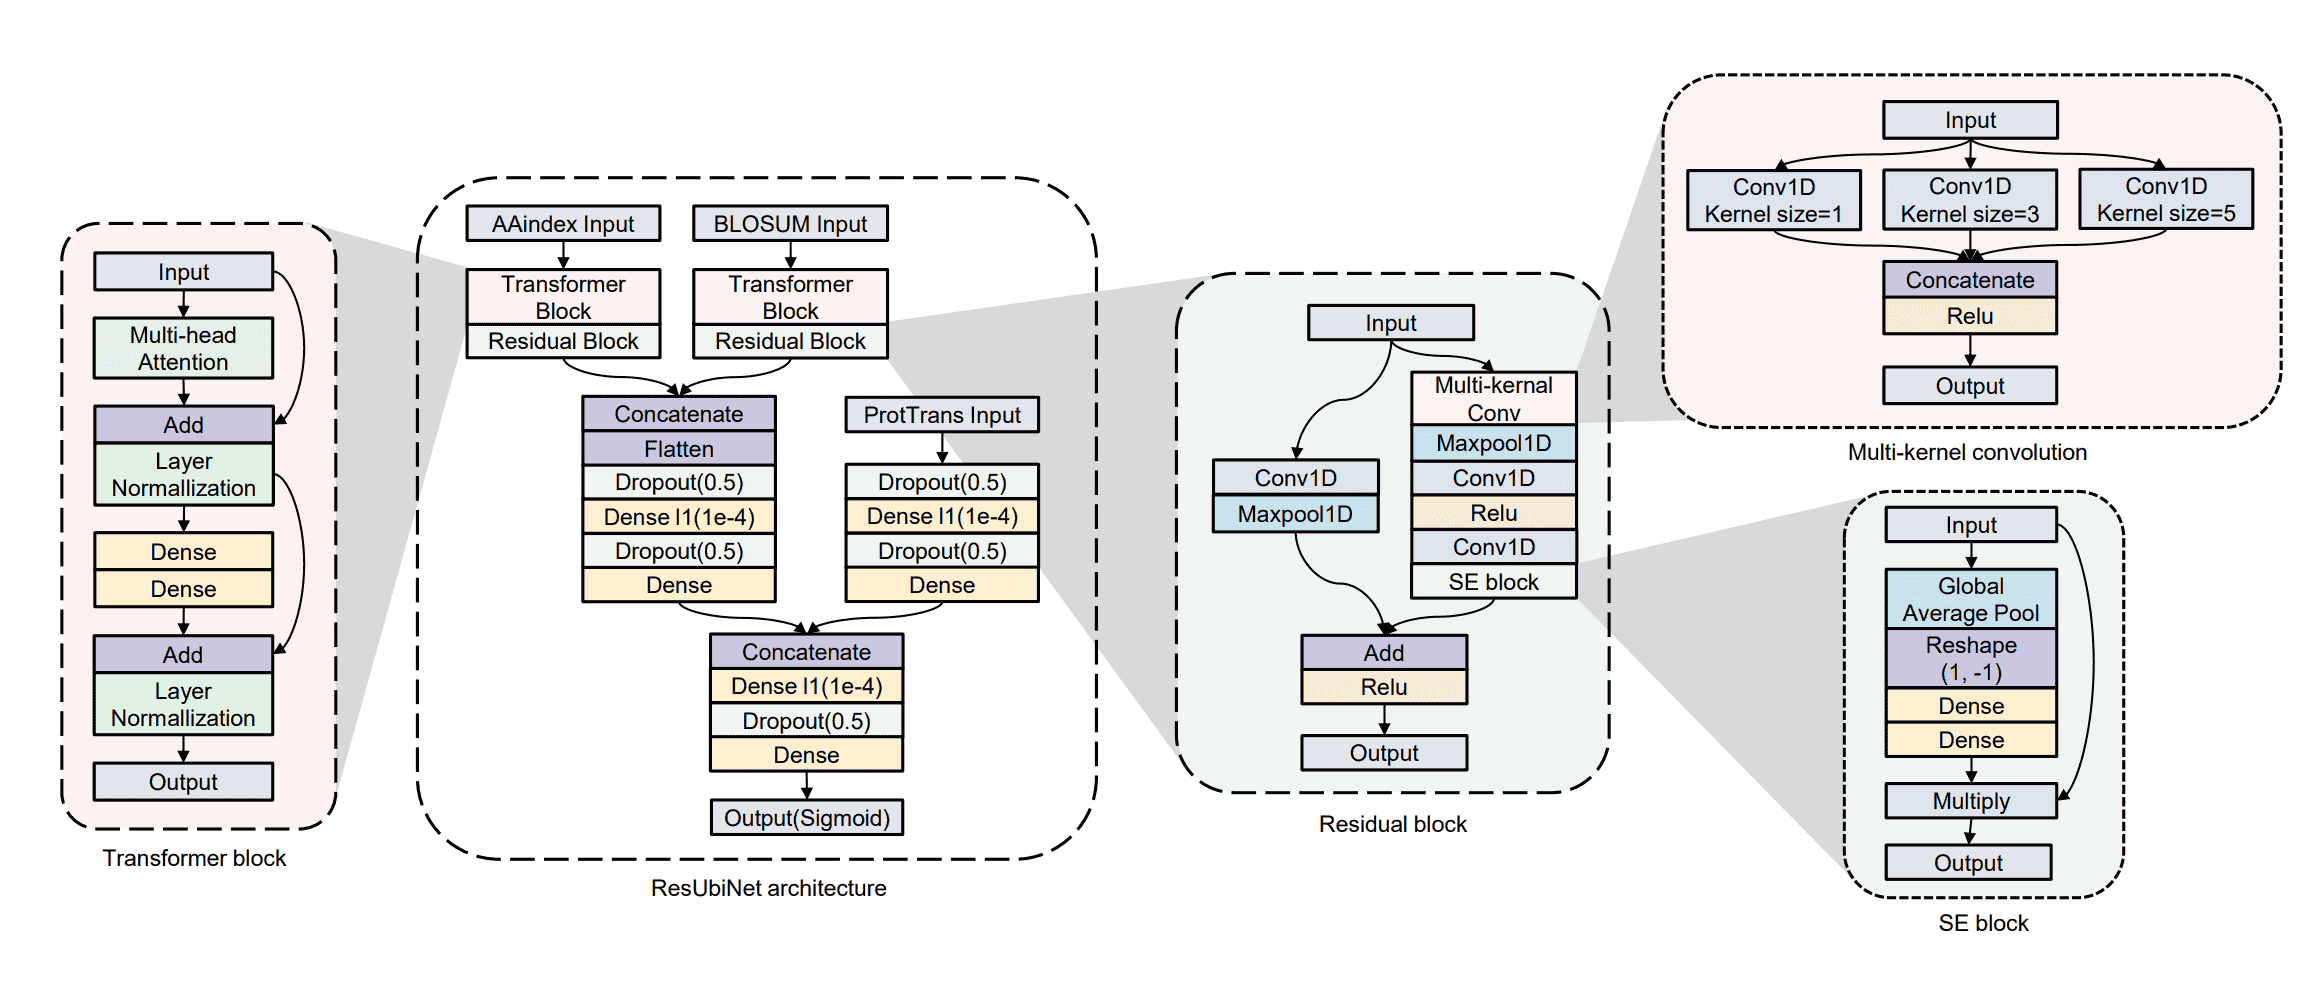 Input
Multi-head
Attention
Add
Layer
Normallization
Dense
Dense
Add
Layer
Normallization
Output
Transformer block
AAindex Input
Transformer
Block
Residual Block
BLOSUM Input
Transformer
Block
Residual Block
Concatenate
Flatten
Dropout(0.5)
Dense l1(1e-4)
Dropout(0.5)
Dense
ProtTrans Input
Dropout(0.5)
Dense l1(1e-4)
Dropout(0.5)
Dense
Concatenate
Dense l1(1e-4)
Dropout(0.5)
Dense
Output(Sigmoid)
ResUbiNet architecture
Input
Conv1D
Maxpool1D
Multi-kernal
Conv
Maxpool1D
Conv1D
Relu
Conv1D
SE block
Add
Relu
Output
Residual block
Input
Conv1D
Kernel size=1
Conv1D
Kernel size=3
Conv1D
Kernel size=5
Concatenate
Relu
Output
Multi-kernel convolution
Input
Global
Average Pool
Reshape
(1, -1)
Dense
Dense
Multiply
Output
SE block